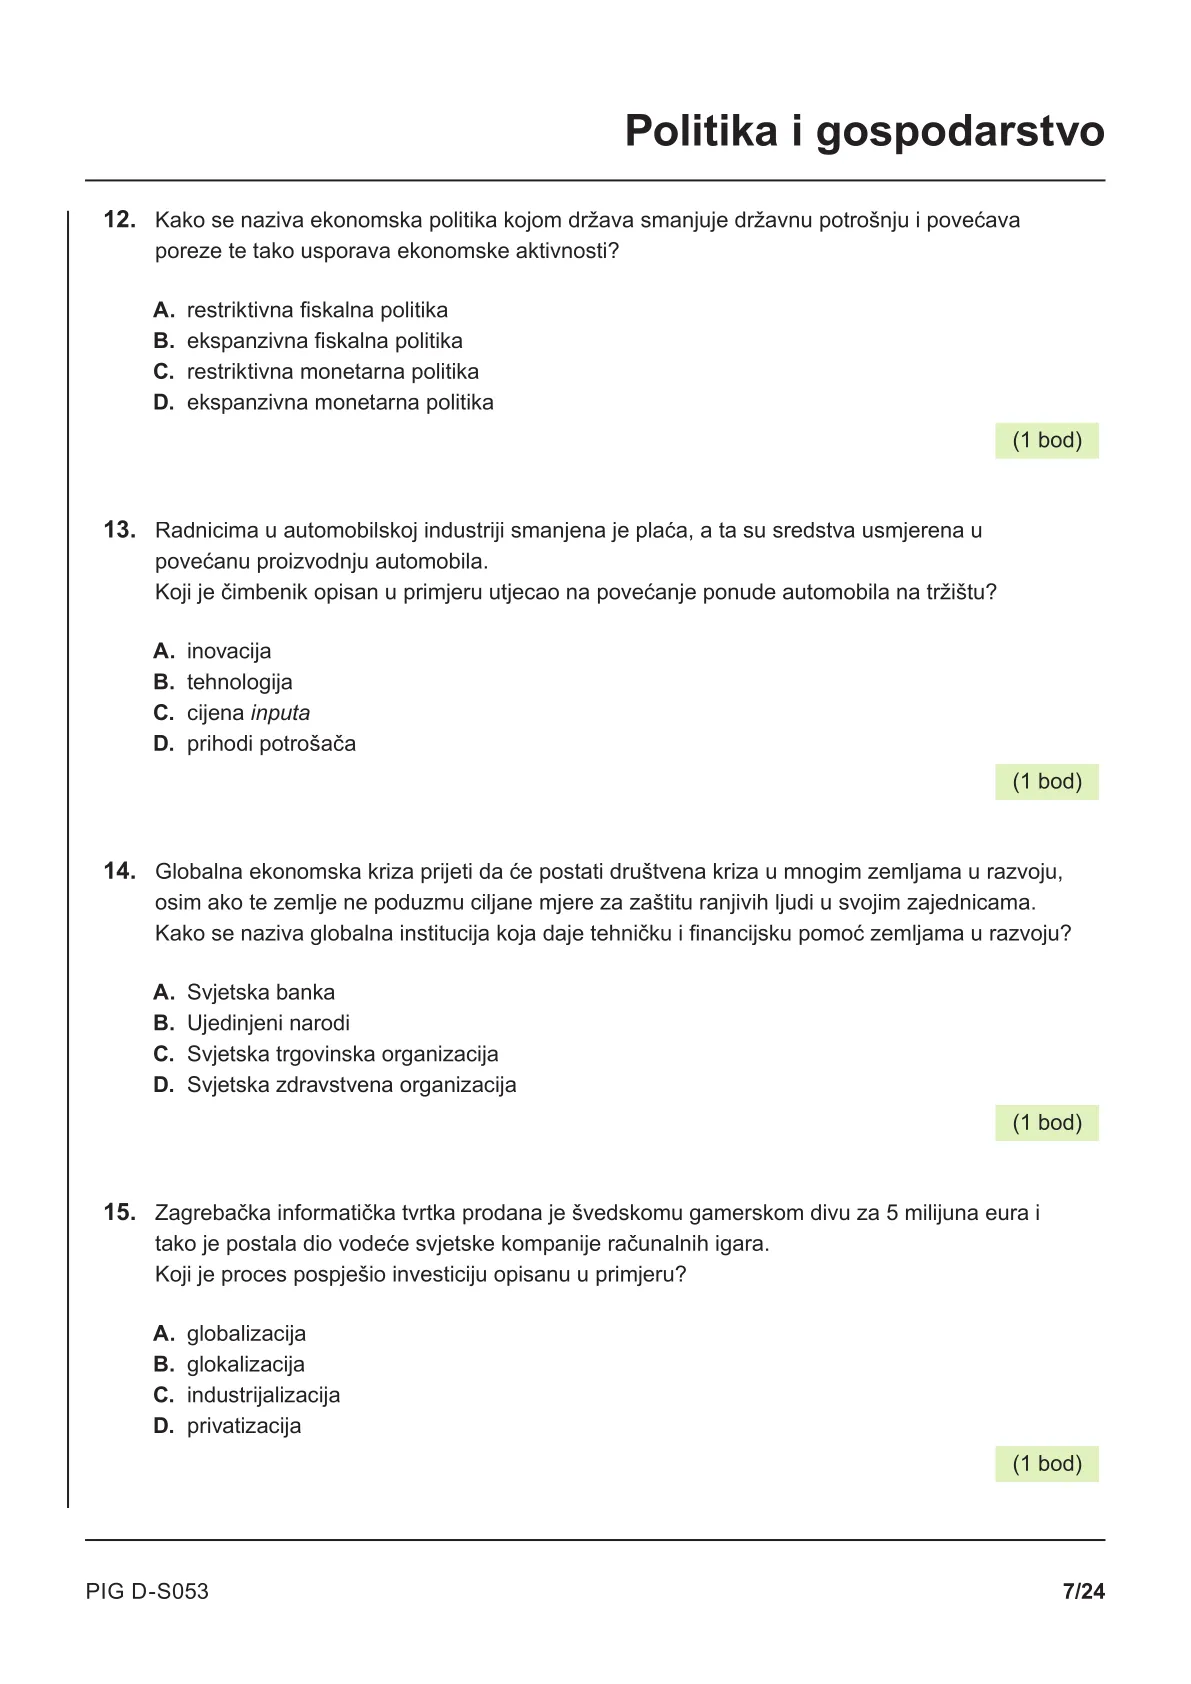 Politika i gospodarstvo
12. Kako se naziva ekonomska politika kojom država smanjuje državnu potrošnju i povećava
poreze te tako usporava ekonomske aktivnosti?
A. restriktivna fiskalna politika
B. ekspanzivna fiskalna politika
C. restriktivna monetarna politika
D. ekspanzivna monetarna politika
(1 bod)
13. Radnicima u automobilskoj industriji smanjena je plaća, a ta su sredstva usmjerena u
povećanu proizvodnju automobila.
Koji je čimbenik opisan u primjeru utjecao na povećanje ponude automobila na tržištu?
A. inovacija
B. tehnologija
C. cijena inputa
D. prihodi potrošača
(1 bod)
14. Globalna ekonomska kriza prijeti da će postati društvena kriza u mnogim zemljama u razvoju,
osim ako te zemlje ne poduzmu ciljane mjere za zaštitu ranjivih ljudi u svojim zajednicama.
Kako se naziva globalna institucija koja daje tehničku i financijsku pomoć zemljama u razvoju?
A. Svjetska banka
B. Ujedinjeni narodi
C. Svjetska trgovinska organizacija
D. Svjetska zdravstvena organizacija
(1 bod)
15. Zagrebačka informatička tvrtka prodana je švedskomu gamerskom divu za 5 milijuna eura i
tako je postala dio vodeće svjetske kompanije računalnih igara.
Koji je proces pospješio investiciju opisanu u primjeru?
A. globalizacija
B. glokalizacija
C. industrijalizacija
D. privatizacija
(1 bod)
PIG D-S053
7/24